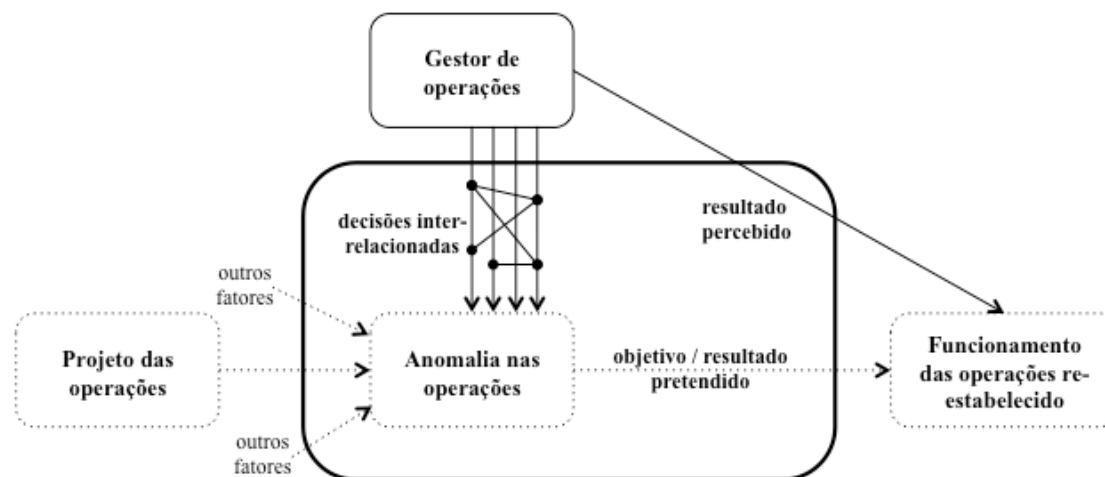 Gestor de
operações
decisões inter-
relacionadas
resultado
percebido
outros
fatores
Projeto das
operações
Anomalia nas
operações
objetivo / resultado
pretendido
Funcionamento
das operações re-
estabelecido
outros
fatores